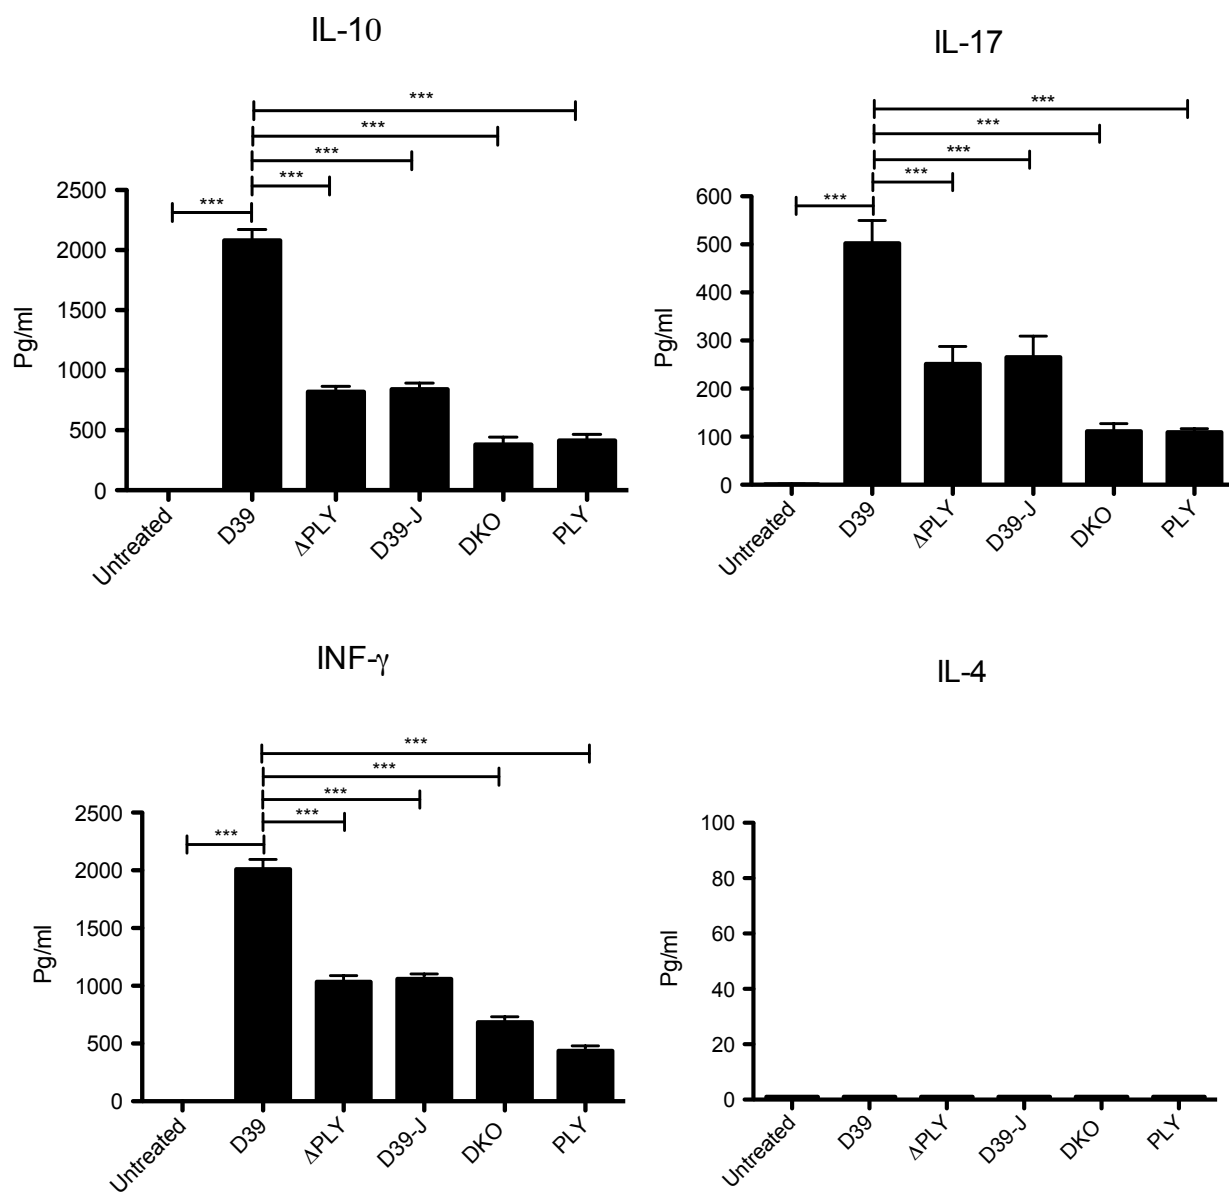 IL-10
***
***
***
***
***
2500
2000
1500
1000
500
0
Pg/ml
Untreated
D39
ΔPLY
D39-J
DKO
PLY
IL-17
***
***
***
***
***
600
500
400
300
200
100
0
Pg/ml
Untreated
D39
ΔPLY
D39-J
DKO
PLY
INF-γ
***
***
***
***
***
2500
2000
1500
1000
500
0
Pg/ml
Untreated
D39
ΔPLY
D39-J
DKO
PLY
IL-4
100
80
60
40
20
0
Pg/ml
Untreated
D39
ΔPLY
D39-J
DKO
PLY